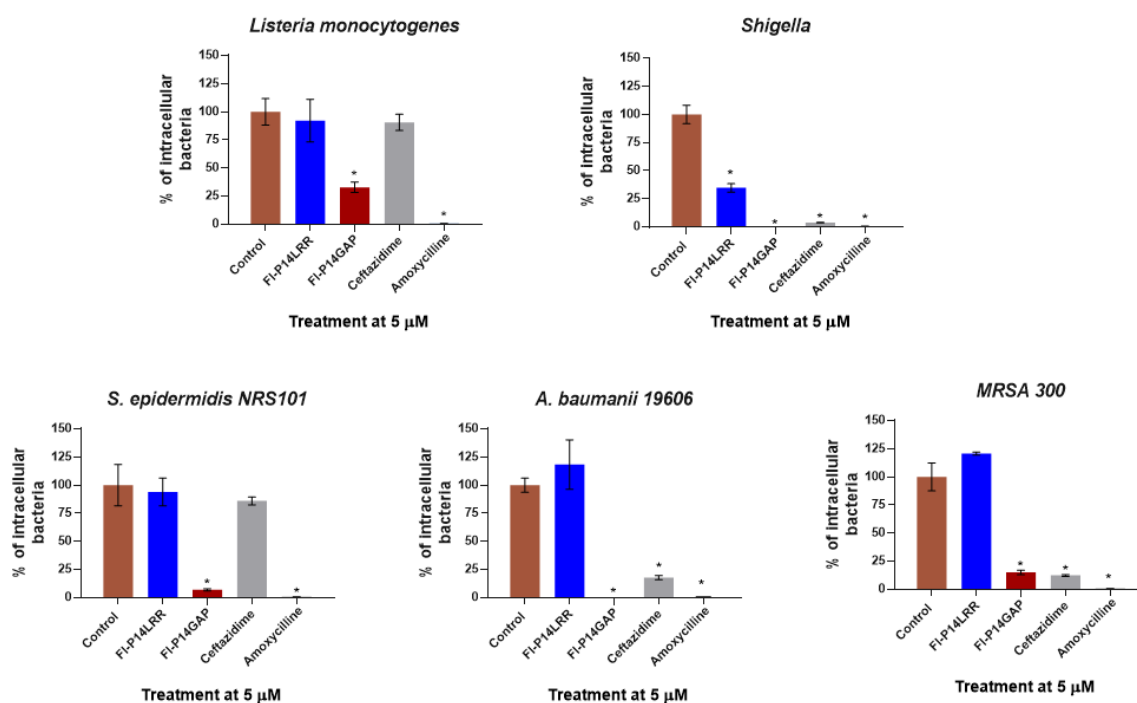 Listeria monocytogenes
% of intracellular
bacteria
150
125
100
75
50
25
0
*
*
Control
Fl-P14LRR
Fl-P14GAP
Ceftazidime
Amoxycilline
Treatment at 5 μM
Shigella
% of intracellular
bacteria
150
125
100
75
50
25
0
*
*
*
*
Control
Fl-P14LRR
Fl-P14GAP
Ceftazidime
Amoxycilline
Treatment at 5 μM
S. epidermidis NRS101
% of intracellular
bacteria
150
125
100
75
50
25
0
*
*
Control
Fl-P14LRR
Fl-P14GAP
Ceftazidime
Amoxycilline
Treatment at 5 μM
A. baumanii 19606
% of intracellular
bacteria
150
125
100
75
50
25
0
*
*
*
Control
Fl-P14LRR
Fl-P14GAP
Ceftazidime
Amoxycilline
Treatment at 5 μM
MRSA 300
% of intracellular
bacteria
150
125
100
75
50
25
0
*
*
*
Control
Fl-P14LRR
Fl-P14GAP
Ceftazidime
Amoxycilline
Treatment at 5 μM